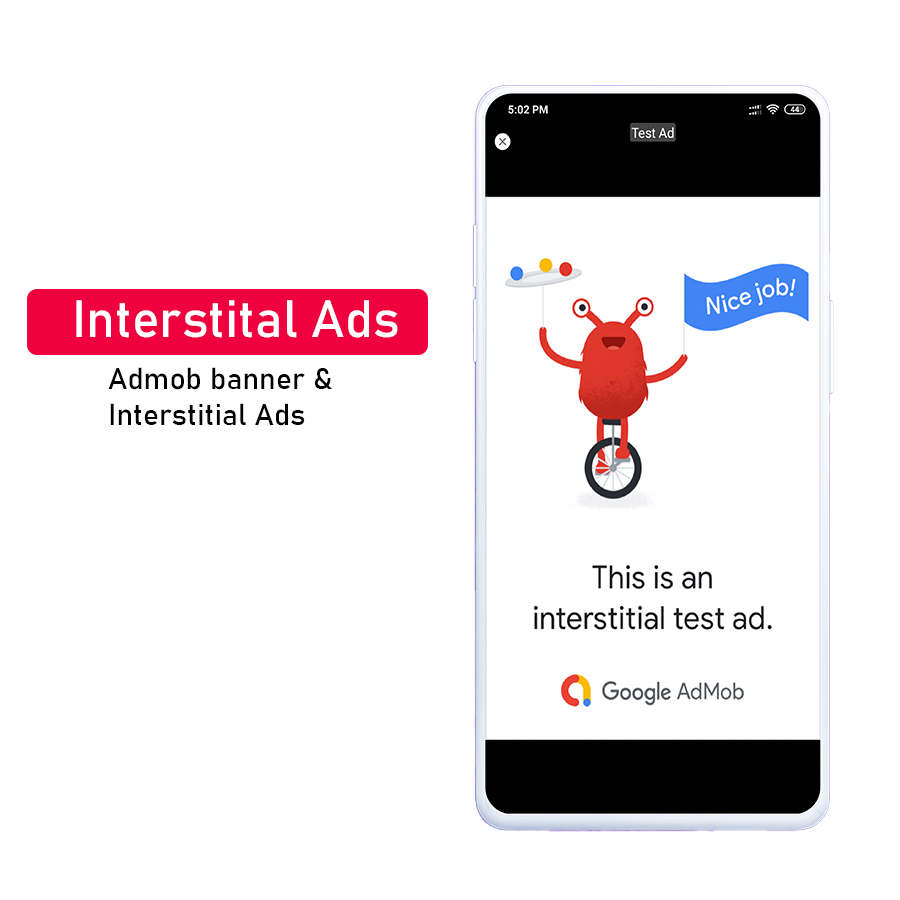 Interstital Ads
Admob banner &
Interstitial Ads
5:02 PM
44
Test Ad
Nice job!
This is an
interstitial test ad.
Google AdMob